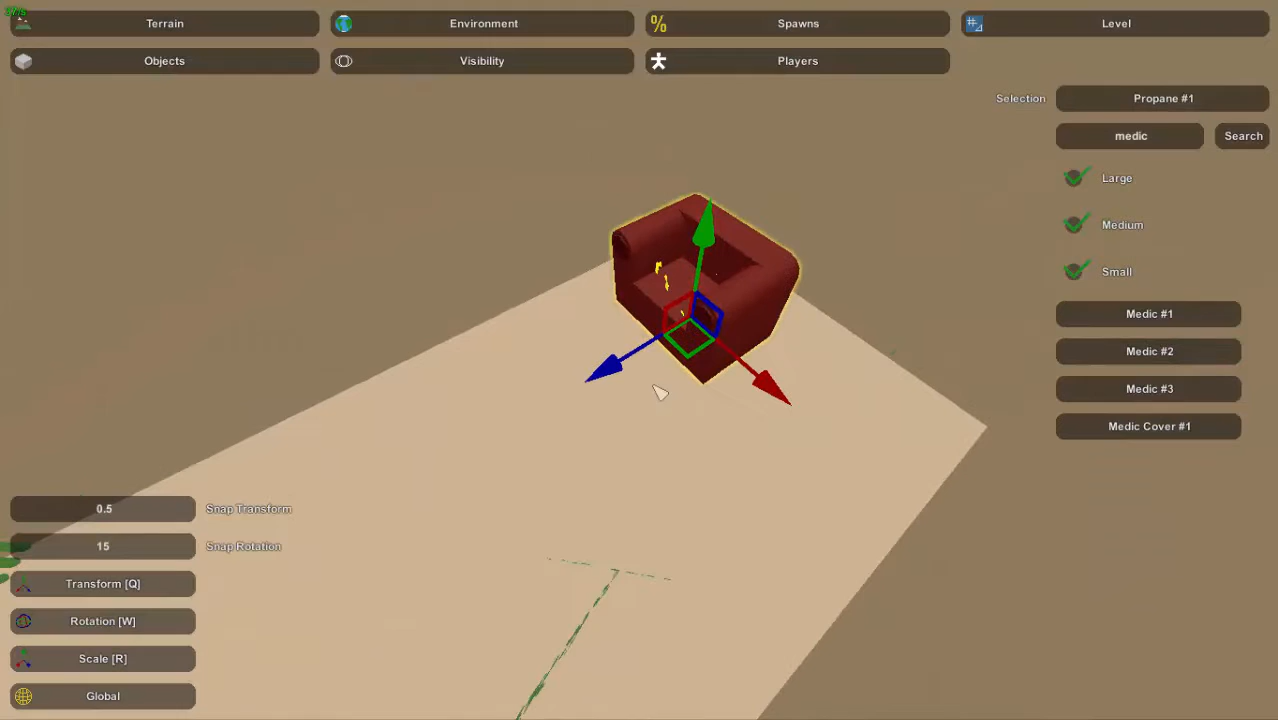 Terrain
Environment
Spawns
Level
Objects
Visibility
Players
Selection
Propane #1
medic
Search
Large
Medium
Small
Medic #1
Medic #2
Medic #3
Medic Cover #1
0.5
Snap Transform
15
Snap Rotation
Transform [Q]
Rotation [W]
Scale [R]
Global